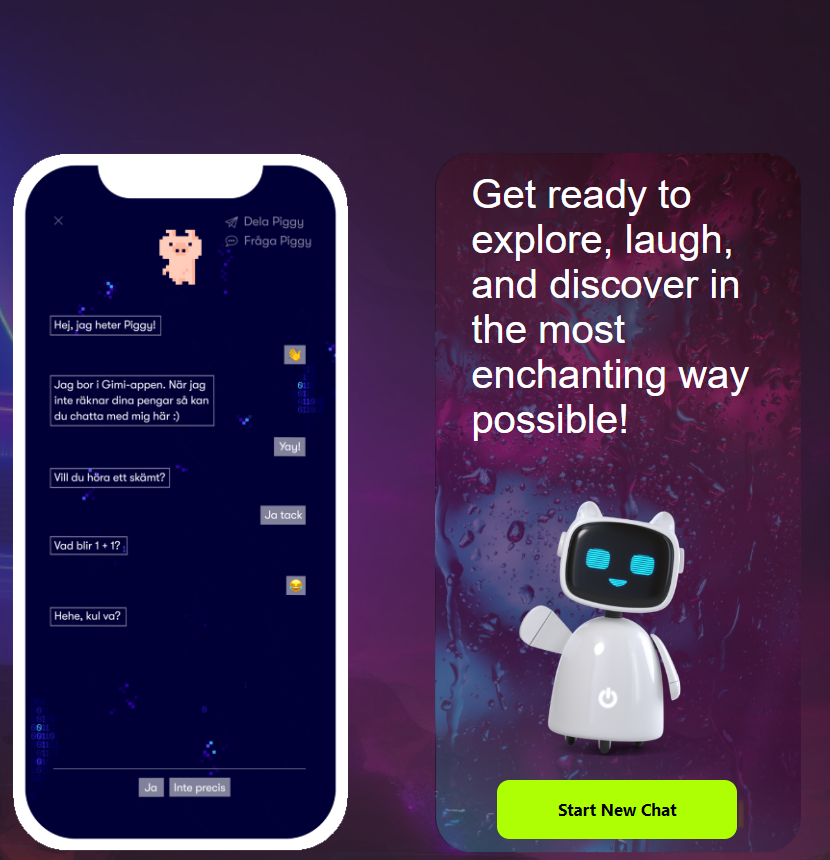 Dela Piggy
Fråga Piggy
Hej, jag heter Piggy!
👋
Jag bor i Gimi-appen. När jag
inte räknar dina pengar så kan
du chatta med mig här :)
Yay!
Vill du höra ett skämt?
Ja tack
Vad blir 1 + 1?
😂
Hehe, kul va?
Ja
Inte precis
Get ready to
explore, laugh,
and discover in
the most
enchanting way
possible!
Start New Chat